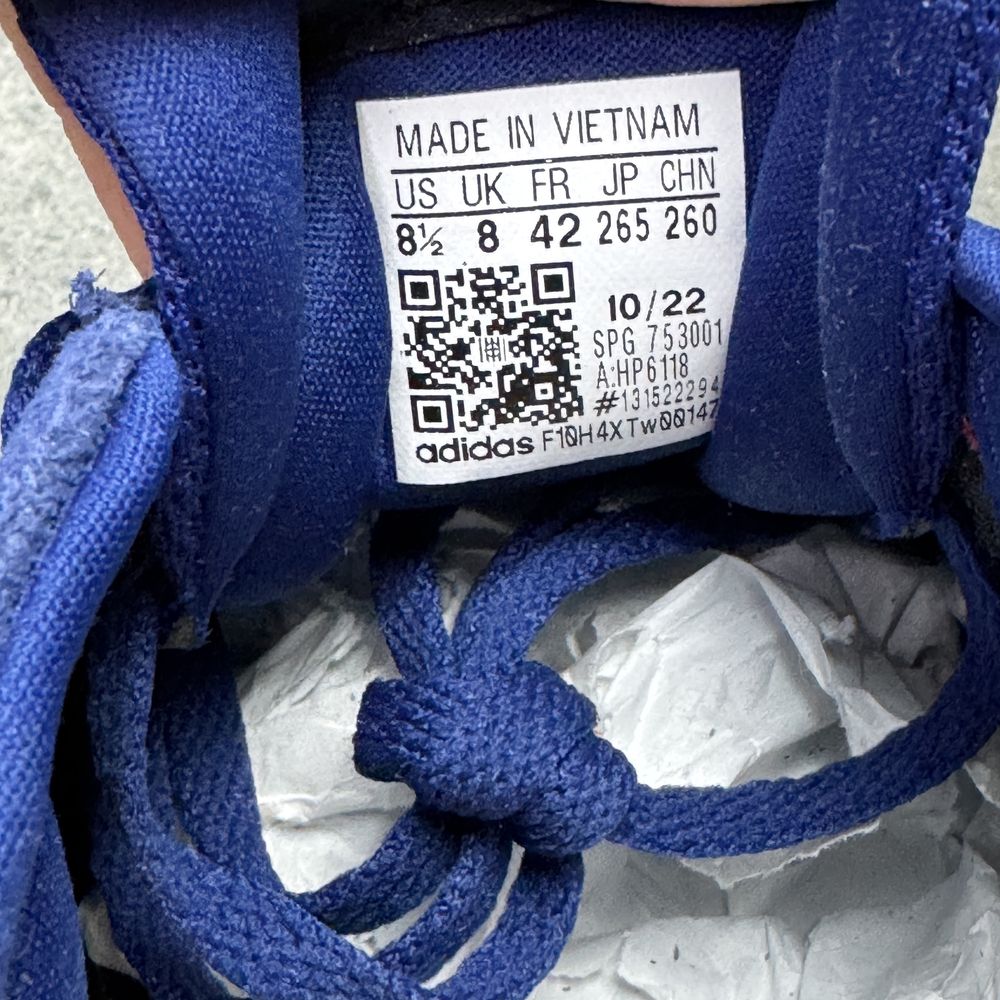 MADE IN VIETNAM
US UK FR JP CHN
8½ 8 42 265 260
10/22
SPG 753001
A:HP6118
#131522294
adidas F10H4XTw00147